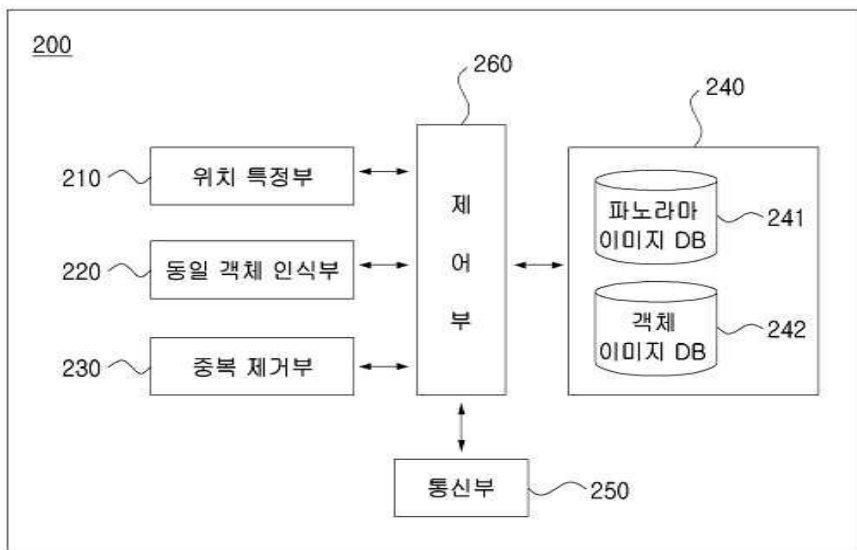 200
260
240
210
위치 특정부
제
어
부
파노라마
이미지 DB
241
220
동일 객체 인식부
객체
이미지 DB
242
230
중복 제거부
통신부
250